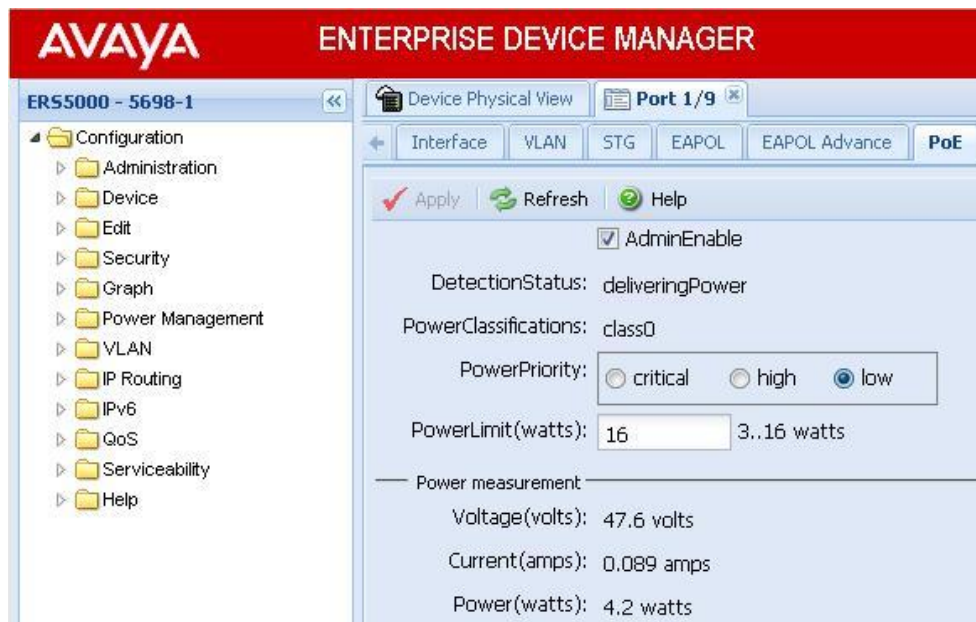 AVAYA ENTERPRISE DEVICE MANAGER
ERS5000 - 5698-1
Configuration
Administration
Device
Edit
Security
Graph
Power Management
VLAN
IP Routing
IPv6
QoS
Serviceability
Help
Device Physical View Port 1/9
Interface VLAN STG EAPOL EAPOL Advance PoE
Apply Refresh Help
AdminEnable
DetectionStatus: deliveringPower
PowerClassifications: class0
PowerPriority: critical high low
PowerLimit(watts): 16 3..16 watts
Power measurement
Voltage(volts): 47.6 volts
Current(amps): 0.089 amps
Power(watts): 4.2 watts